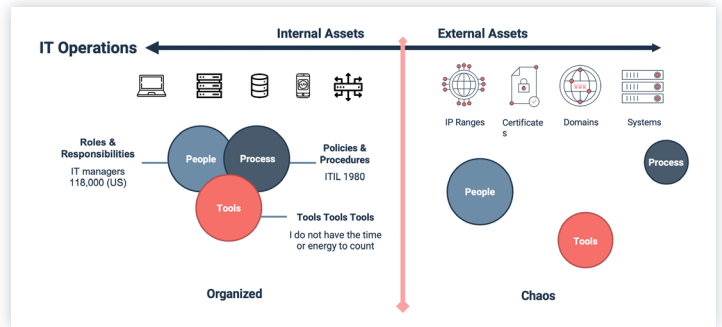 Internal Assets
External Assets
IT Operations
IP Ranges
Certificate
s
Domains
Systems
WWW
Roles &
Responsibilities
IT managers
118,000 (US)
People
Process
Tools
Policies &
Procedures
ITIL 1980
Tools Tools Tools
I do not have the time
or energy to count
People
Tools
Process
Organized
Chaos